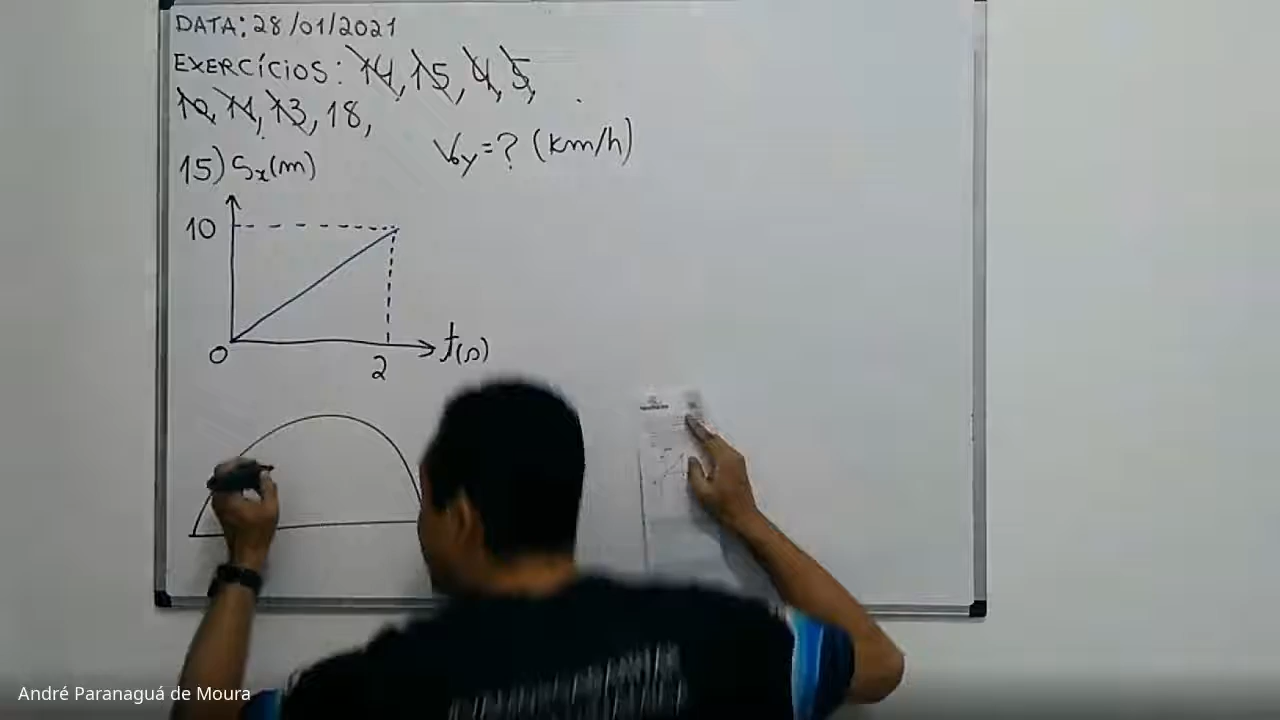 DATA: 28/01/2021
EXERCÍCIOS: 14, 15, 4, 5,
10, 11, 13, 18,
15) Sx(m)
V0y=? (km/h)
10
0
2
t(s)
André Paranaguá de Moura